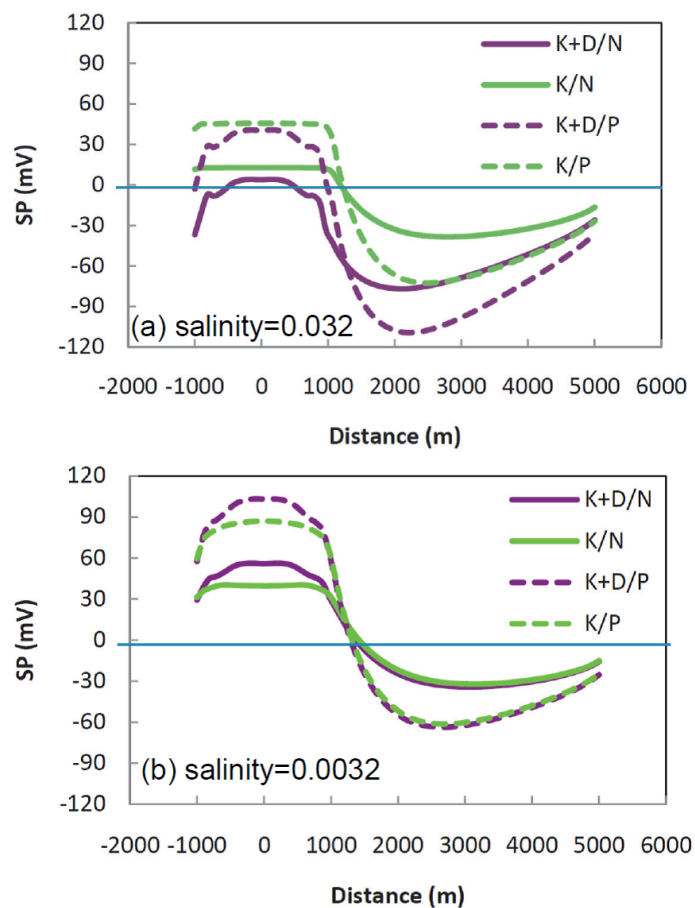 120
90
60
30
0
-30
-60
-90
-120
SP (mV)
K+D/N
K/N
K+D/P
K/P
(a) salinity=0.032
-2000 -1000 0 1000 2000 3000 4000 5000 6000
Distance (m)
120
90
60
30
0
-30
-60
-90
-120
SP (mV)
K+D/N
K/N
K+D/P
K/P
(b) salinity=0.0032
-2000 -1000 0 1000 2000 3000 4000 5000 6000
Distance (m)